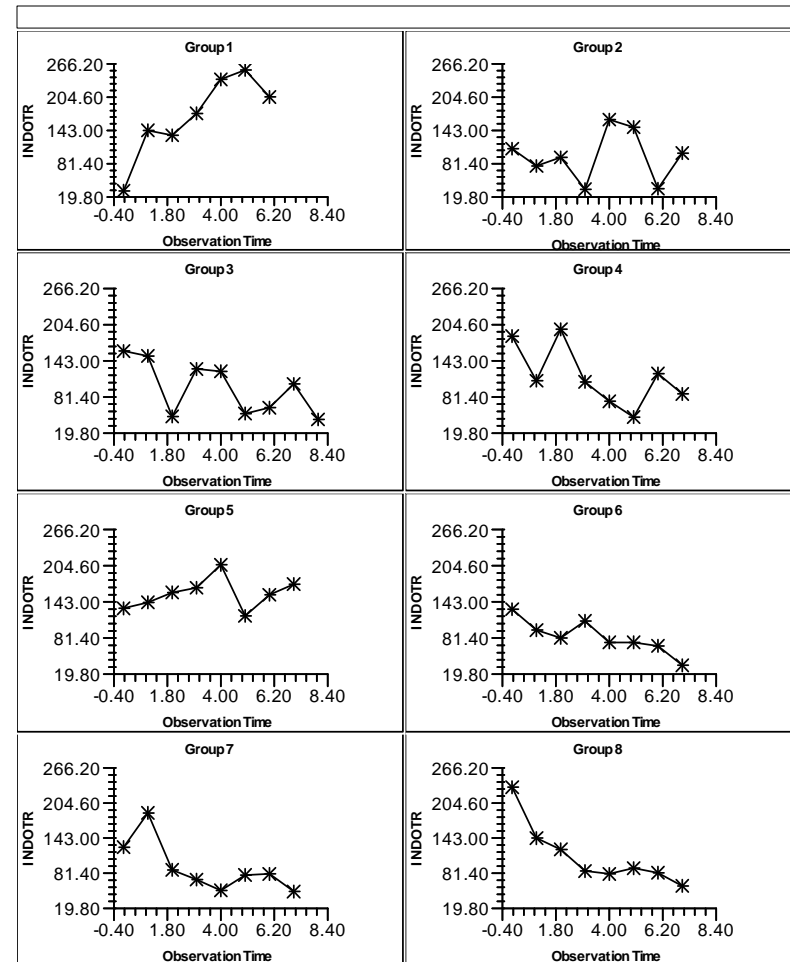 Group 1 Group 2
266.20 266.20
204.60 204.60
143.00 143.00
81.40 81.40
19.80 19.80
INDOTR INDOTR
-0.40 1.80 4.00 6.20 8.40 -0.40 1.80 4.00 6.20 8.40
Observation Time Observation Time
Group 3 Group 4
266.20 266.20
204.60 204.60
143.00 143.00
81.40 81.40
19.80 19.80
INDOTR INDOTR
-0.40 1.80 4.00 6.20 8.40 -0.40 1.80 4.00 6.20 8.40
Observation Time Observation Time
Group 5 Group 6
266.20 266.20
204.60 204.60
143.00 143.00
81.40 81.40
19.80 19.80
INDOTR INDOTR
-0.40 1.80 4.00 6.20 8.40 -0.40 1.80 4.00 6.20 8.40
Observation Time Observation Time
Group 7 Group 8
266.20 266.20
204.60 204.60
143.00 143.00
81.40 81.40
19.80 19.80
INDOTR INDOTR
-0.40 1.80 4.00 6.20 8.40 -0.40 1.80 4.00 6.20 8.40
Observation Time Observation Time